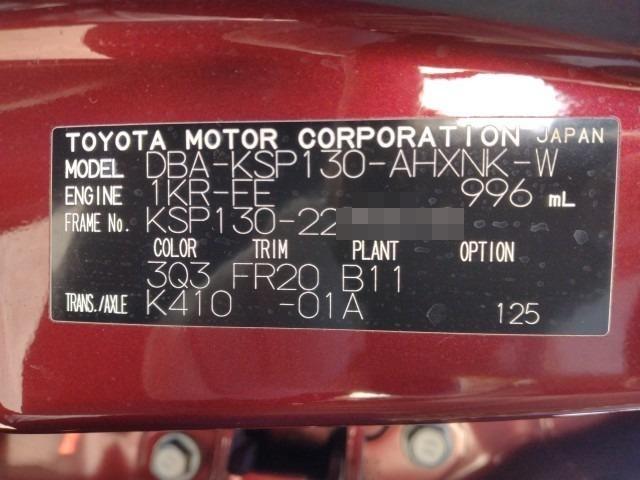 TOYOTA MOTOR CORPORATION JAPAN
MODEL DBA-KSP130-AHXNK-W
ENGINE 1KR-FE 996 mL
FRAME No. KSP130-22
COLOR TRIM PLANT OPTION
3Q3 FR20 B11
TRANS./AXLE K410 -01A 125